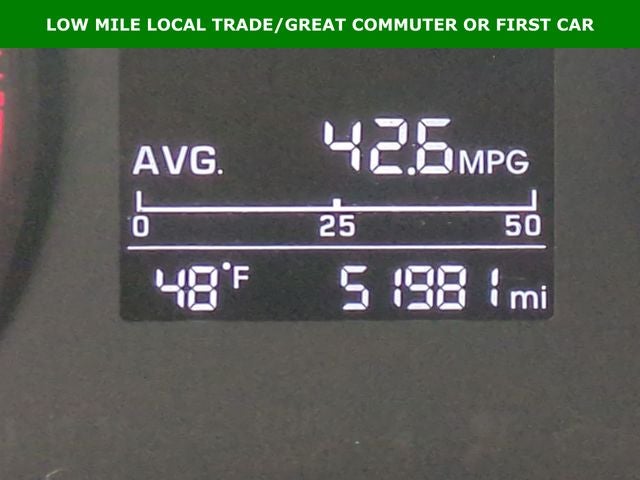 LOW MILE LOCAL TRADE/GREAT COMMUTER OR FIRST CAR
AVG. 42.6 MPG
0 25 50
48°F 51981 mi